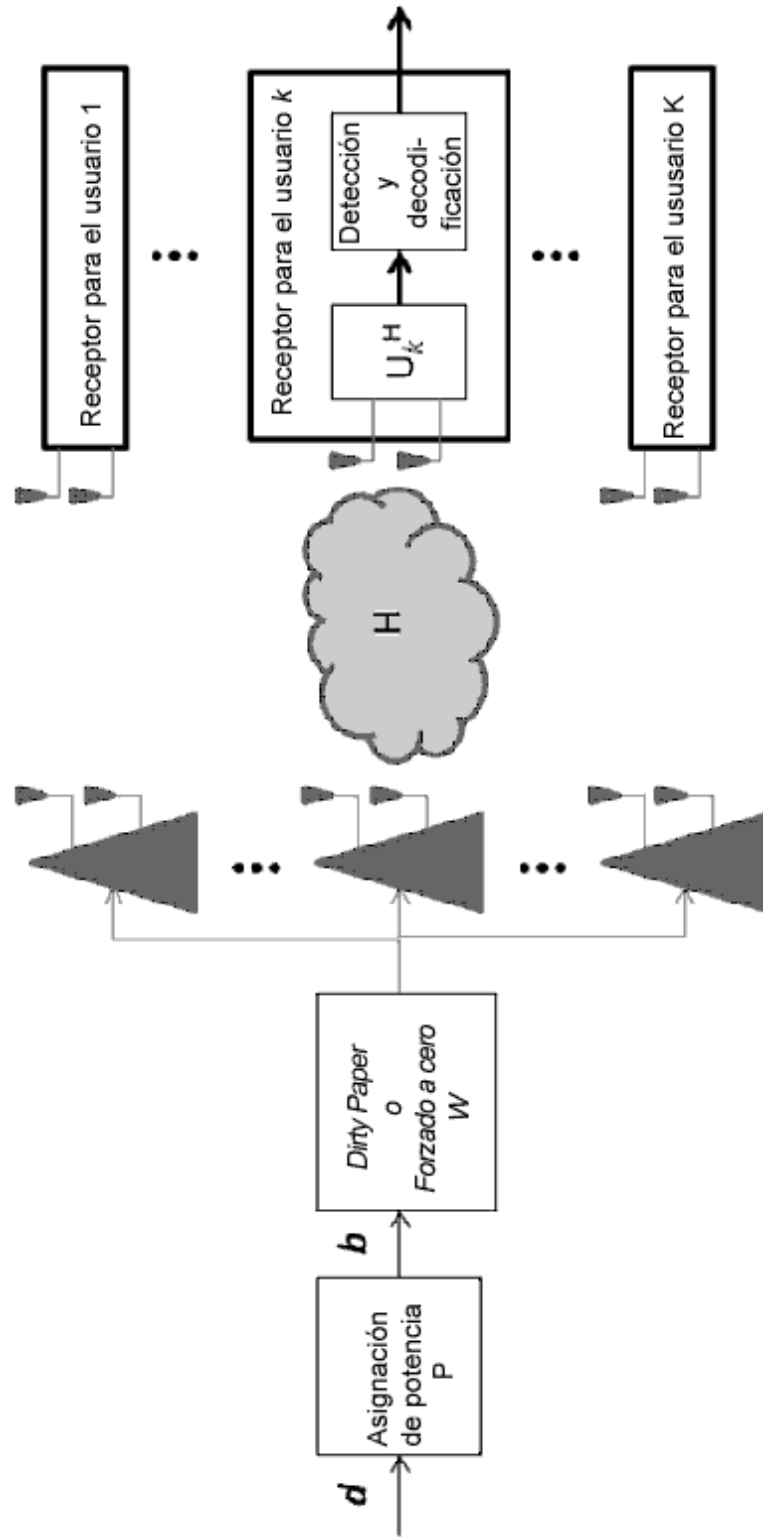 d
Asignación
de potencia
P
b
Dirty Paper
o
Forzado a cero
W
H
Receptor para el usuario 1
Receptor para el usuario k
U_k^H
Detección
y
decodi-
ficación
Receptor para el ususario K